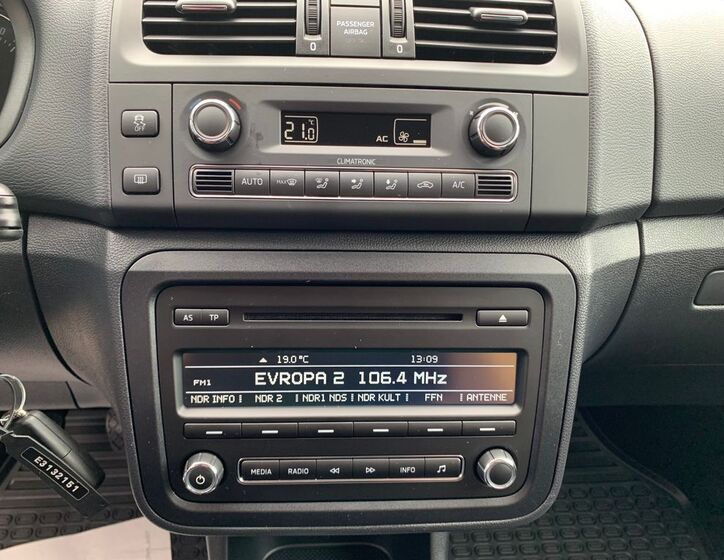 0
0
PASSENGER
AIRBAG
OFF
21.0 °C
AC
CLIMATRONIC
AUTO MAX A/C
AS TP
19.0 °C 13:09
FM1 EVROPA 2 106.4 MHz
NDR INFO NDR 2 NDR1 NDS NDR KULT FFN ANTENNE
MEDIA RADIO INFO
E3132151